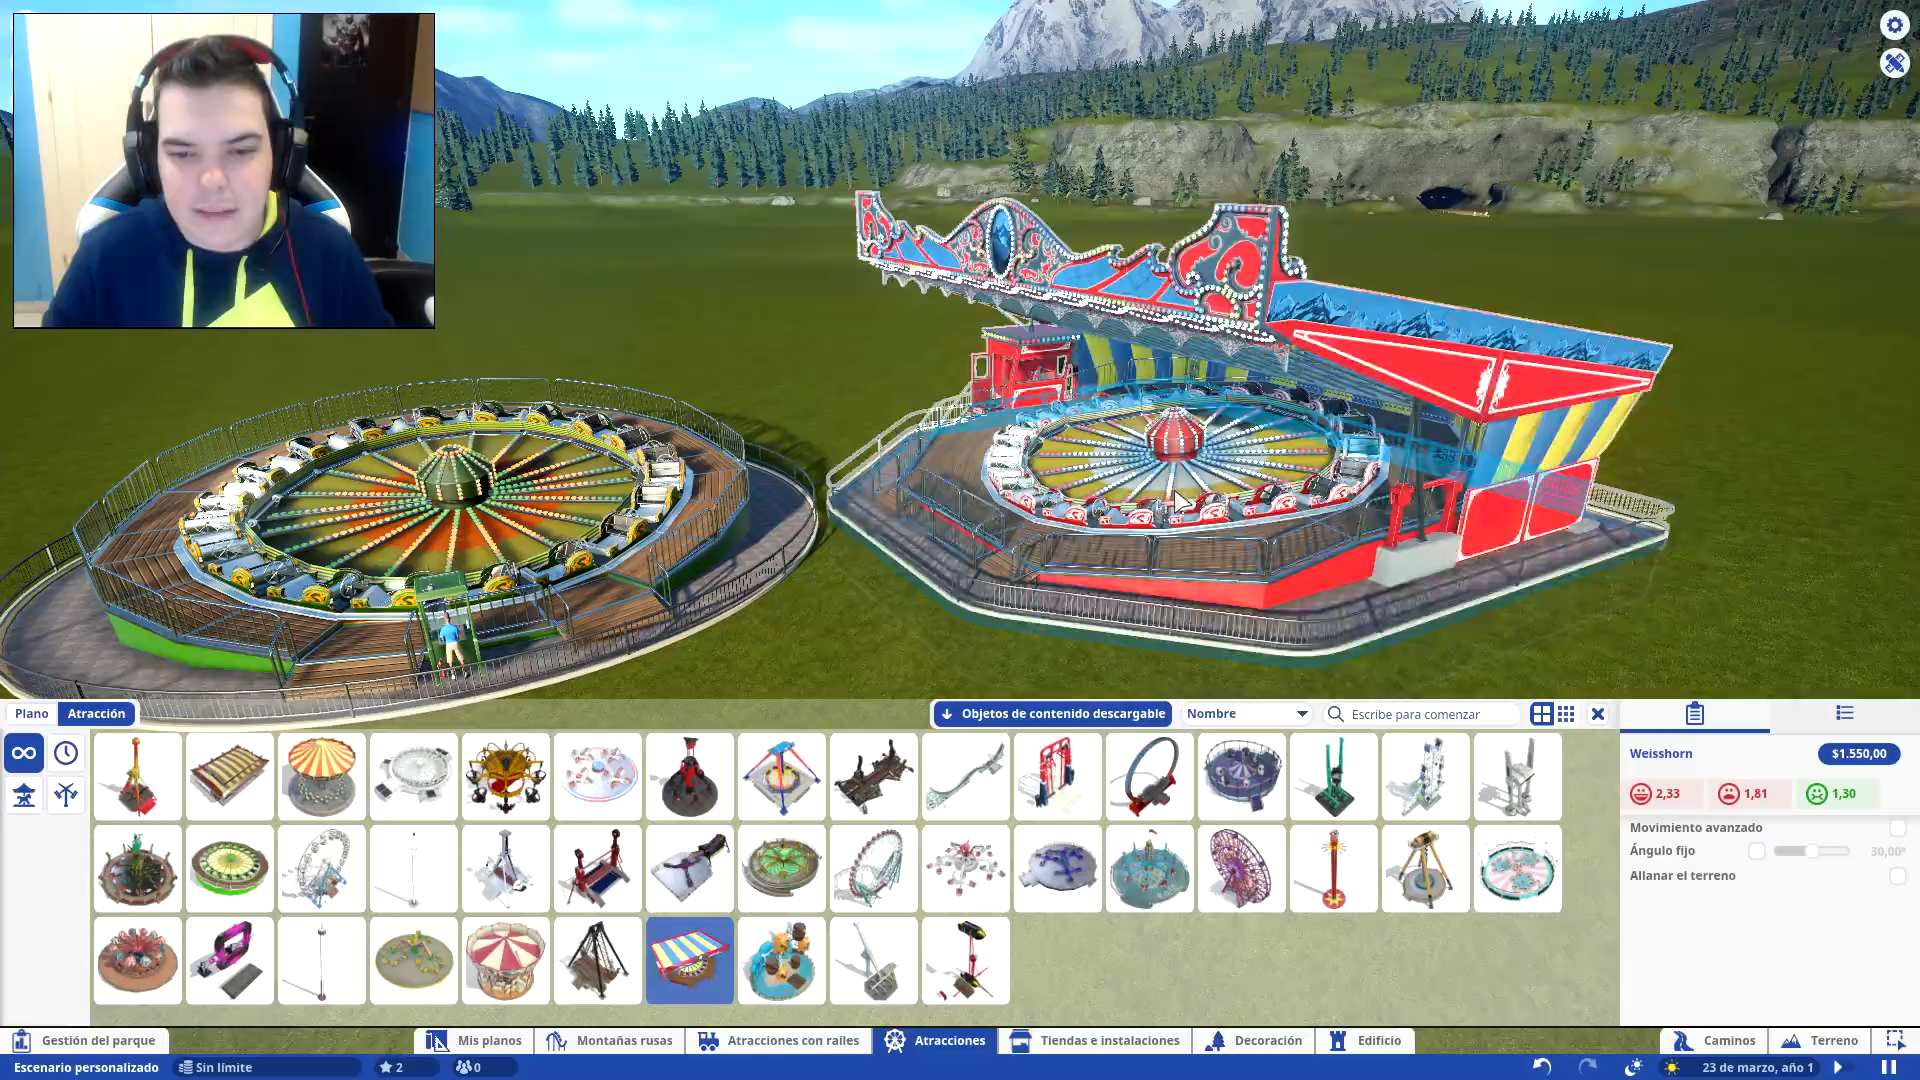 Plano
Atracción
Objetos de contenido descargable
Nombre
Escribe para comenzar
Weisshorn
$1.550,00
2,33
1,81
1,30
Movimiento avanzado
Ángulo fijo
30,00°
Allanar el terreno
Gestión del parque
Mis planos
Montañas rusas
Atracciones con raíles
Atracciones
Tiendas e instalaciones
Decoración
Edificio
Caminos
Terreno
Escenario personalizado
Sin límite
2
0
23 de marzo, año 1